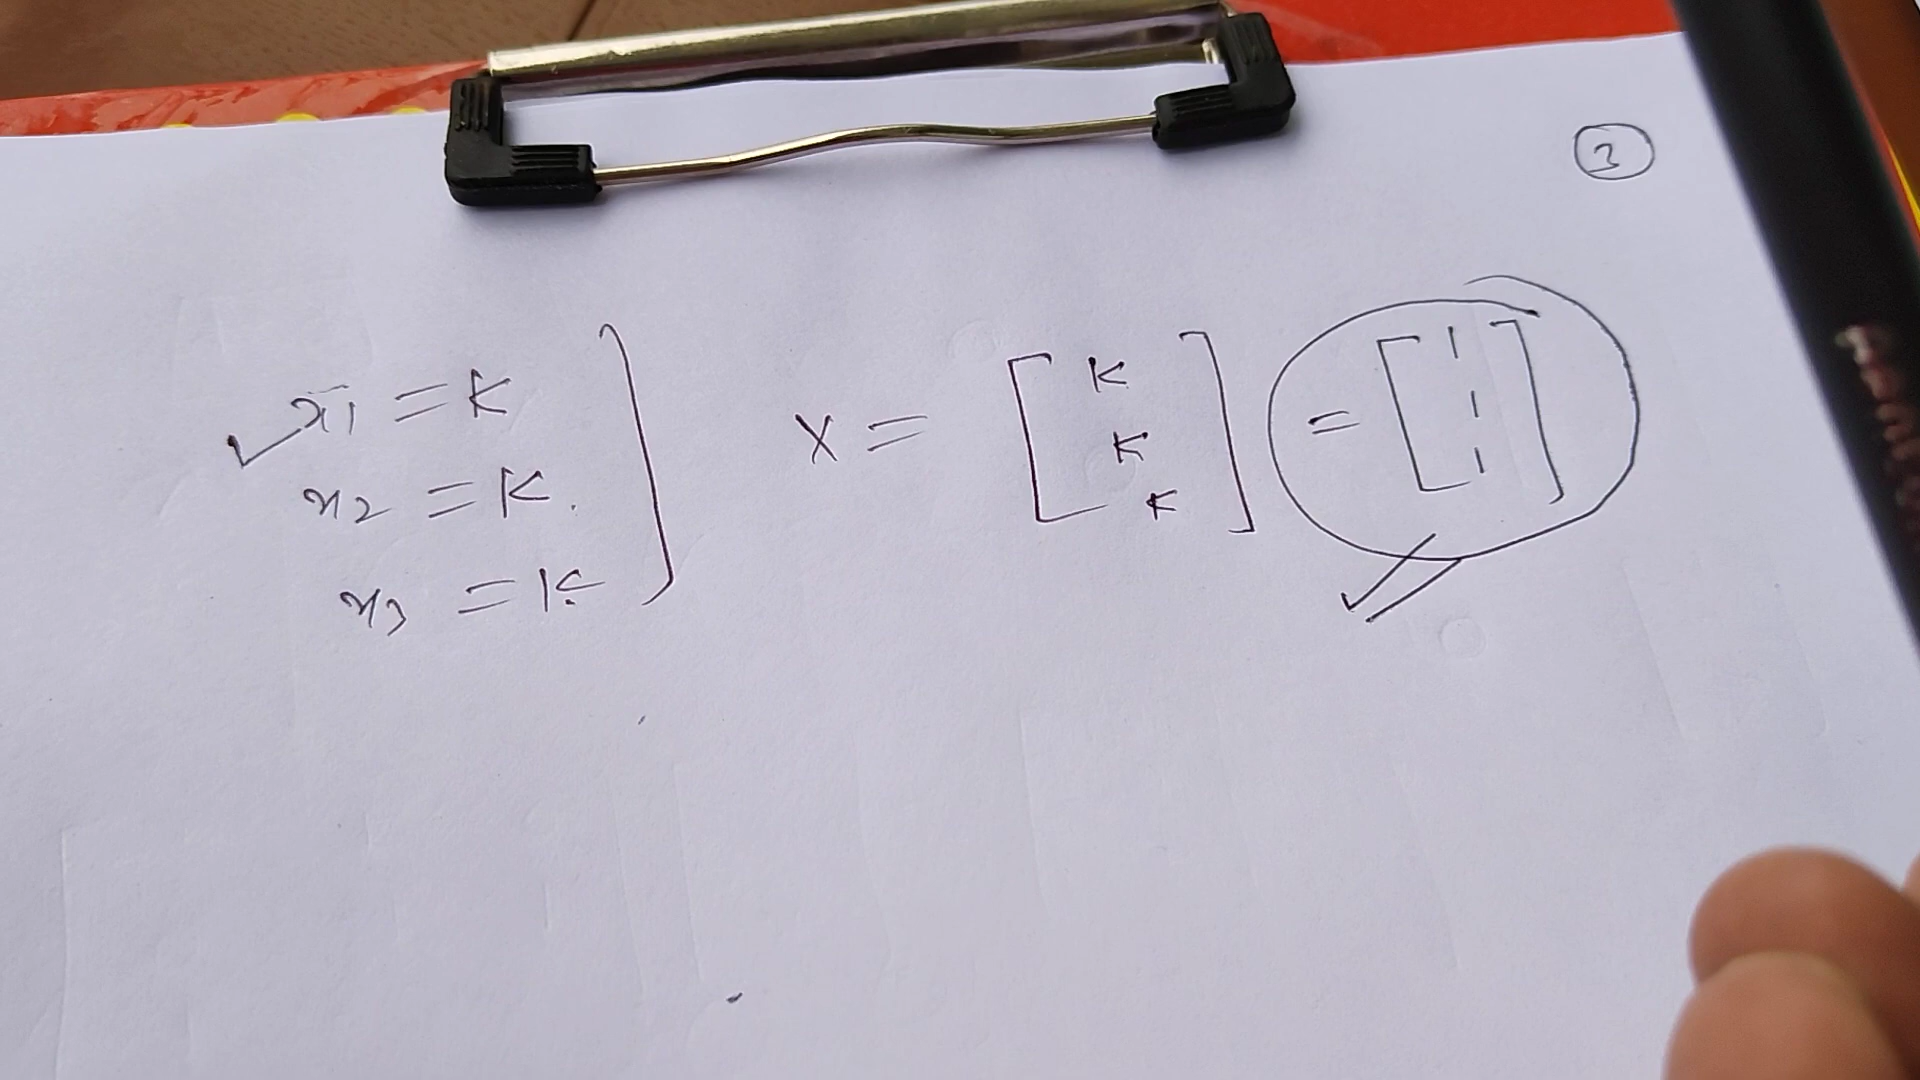 3
x1 = K
x2 = K.
x3 = K
X = [ K K K ] = [ 1 1 1 ]